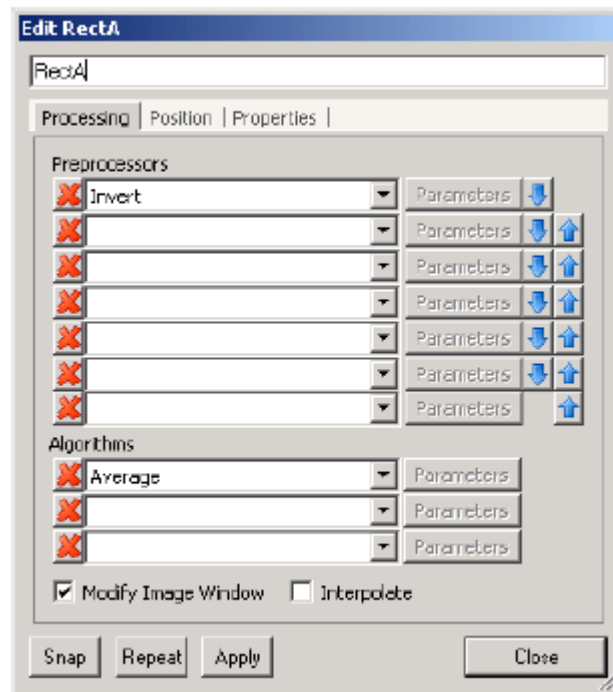 Edit RectA
RectA
Processing Position Properties
Preprocessors
Invert Parameters
Parameters
Parameters
Parameters
Parameters
Parameters
Parameters
Algorithms
Average Parameters
Parameters
Parameters
Modify Image Window Interpolate
Snap Repeat Apply Close